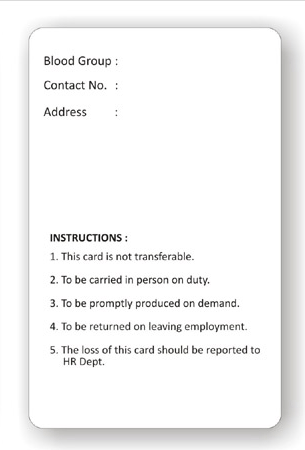 Blood Group :
Contact No. :
Address :
INSTRUCTIONS :
1. This card is not transferable.
2. To be carried in person on duty.
3. To be promptly produced on demand.
4. To be returned on leaving employment.
5. The loss of this card should be reported to
HR Dept.